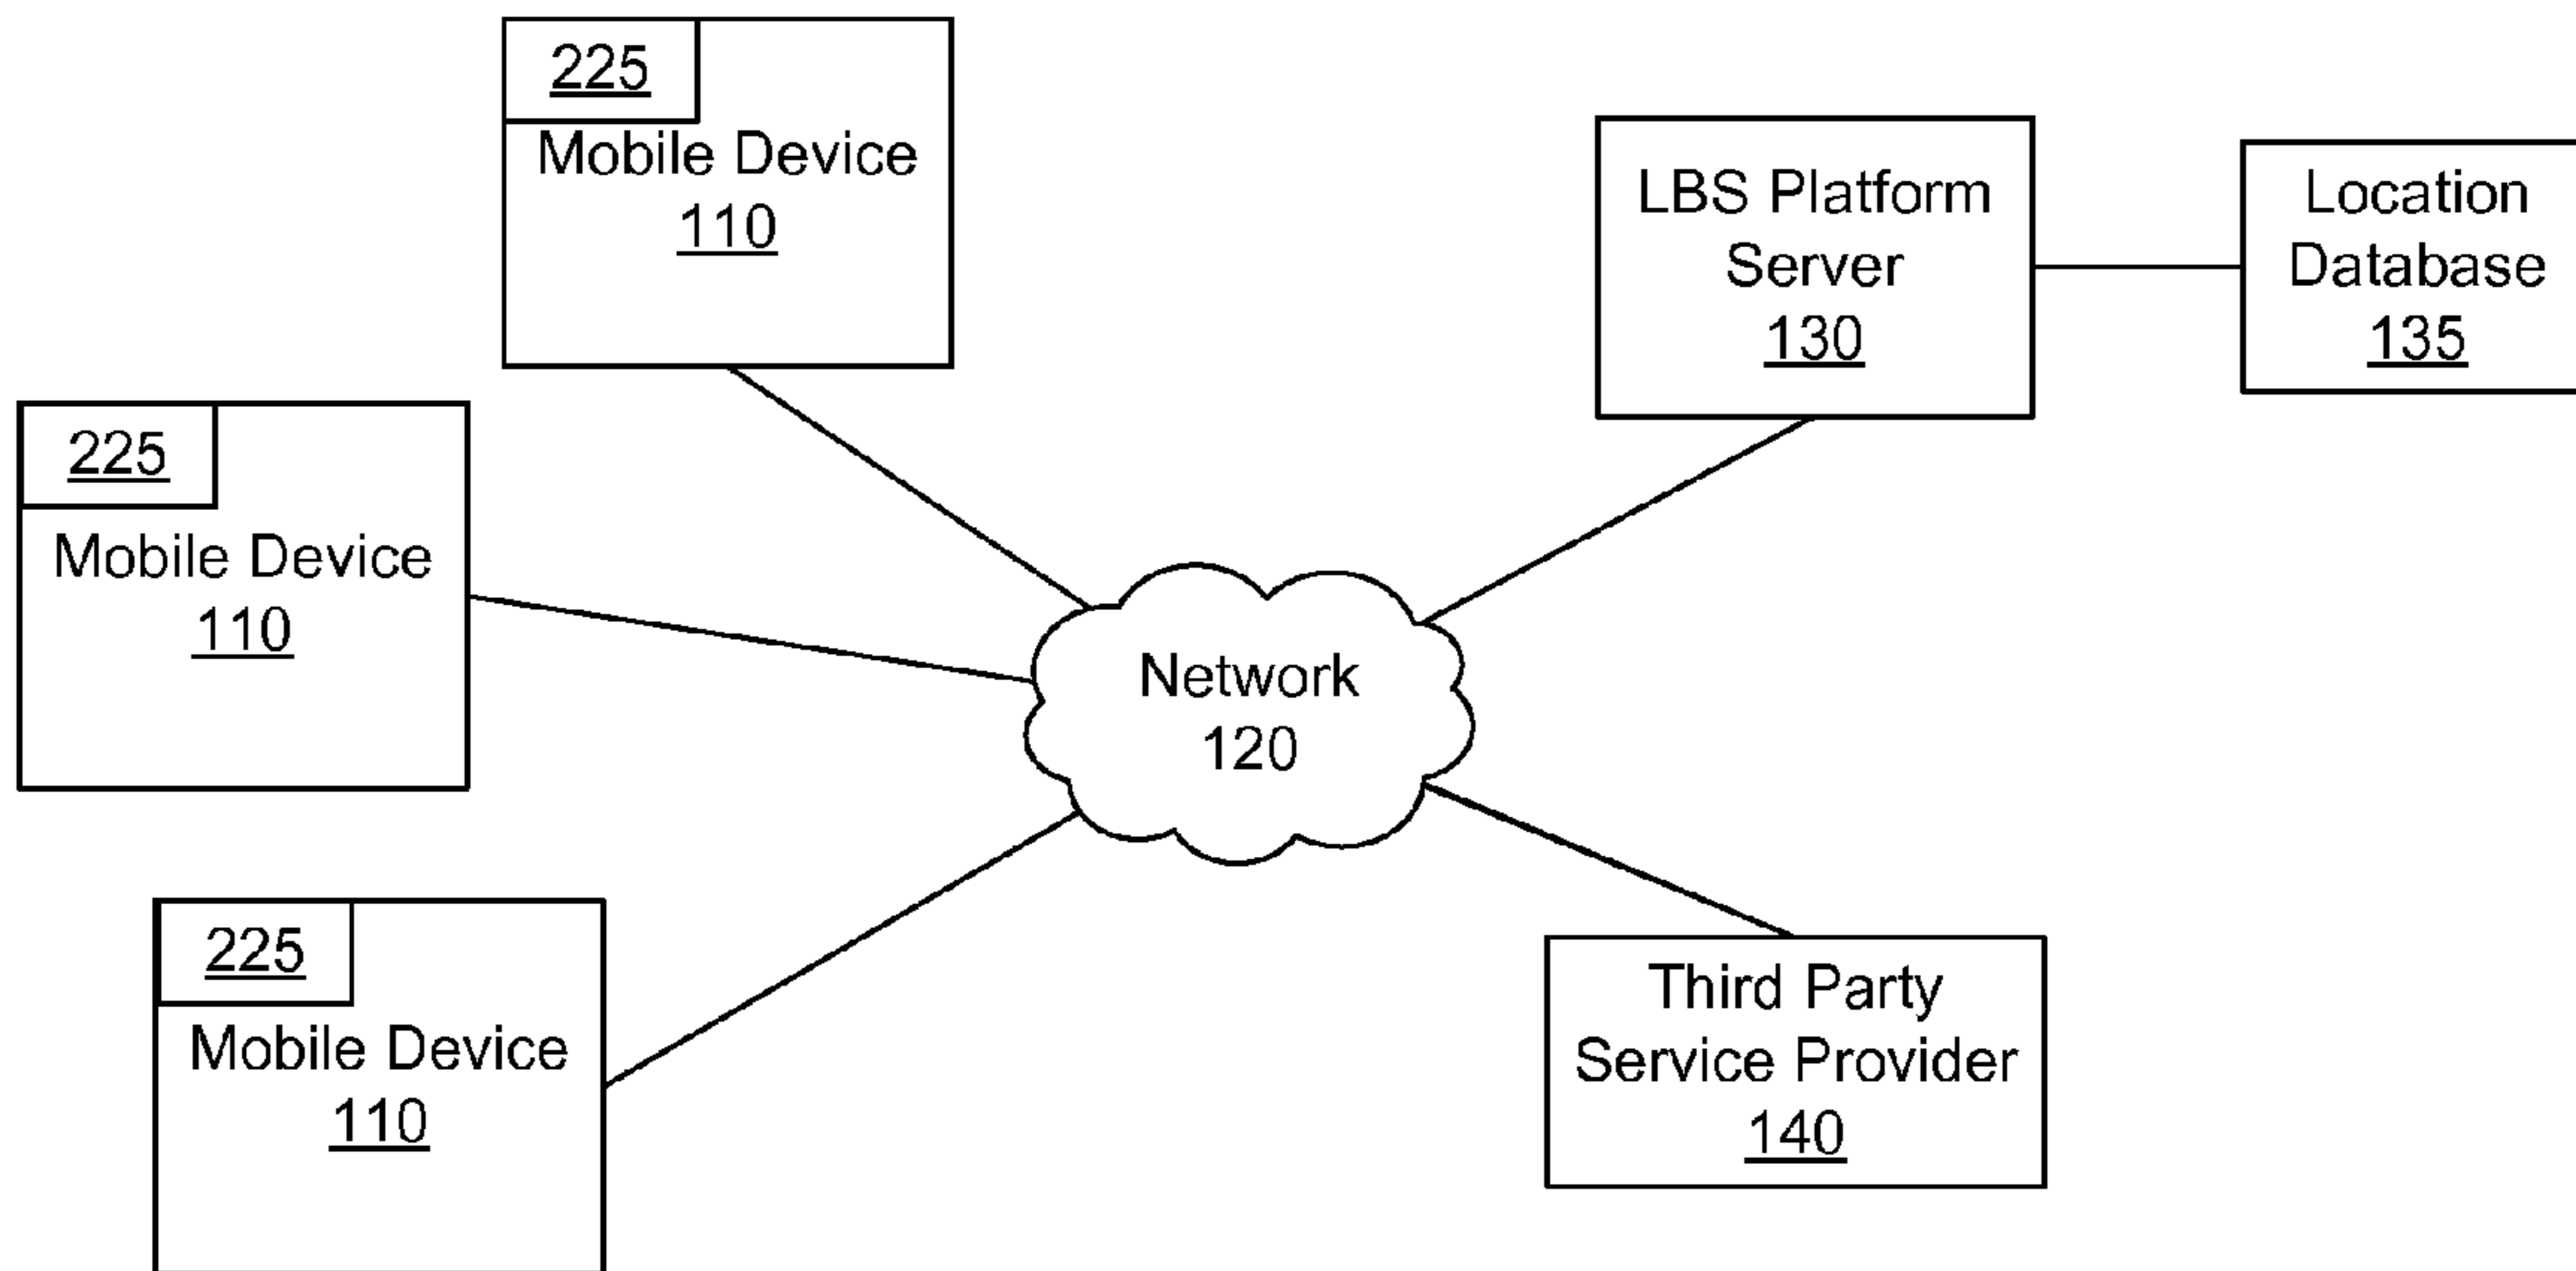 225
Mobile Device
110
LBS Platform
Server
130
Location
Database
135
225
Mobile Device
110
Network
120
225
Mobile Device
110
Third Party
Service Provider
140